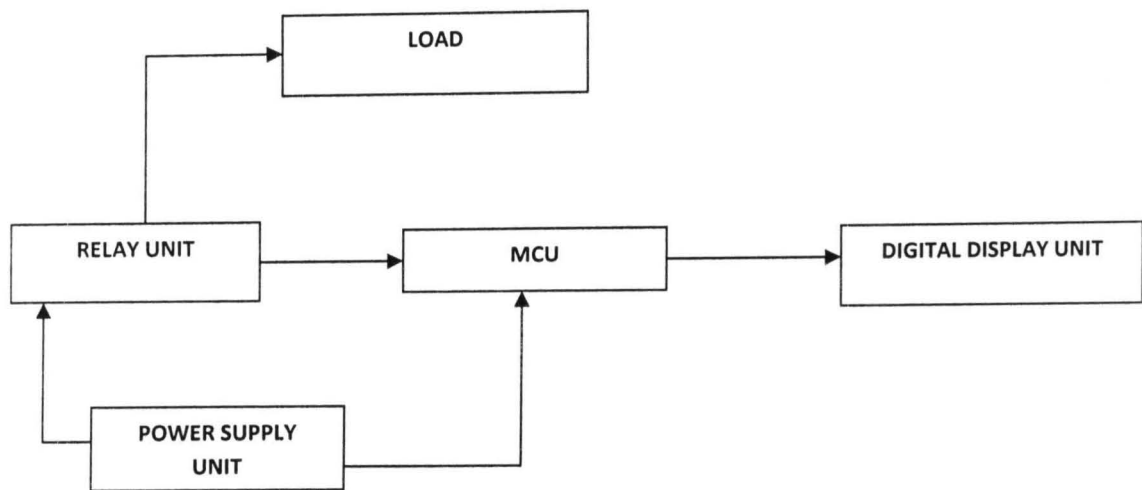 LOAD
RELAY UNIT
MCU
DIGITAL DISPLAY UNIT
POWER SUPPLY
UNIT